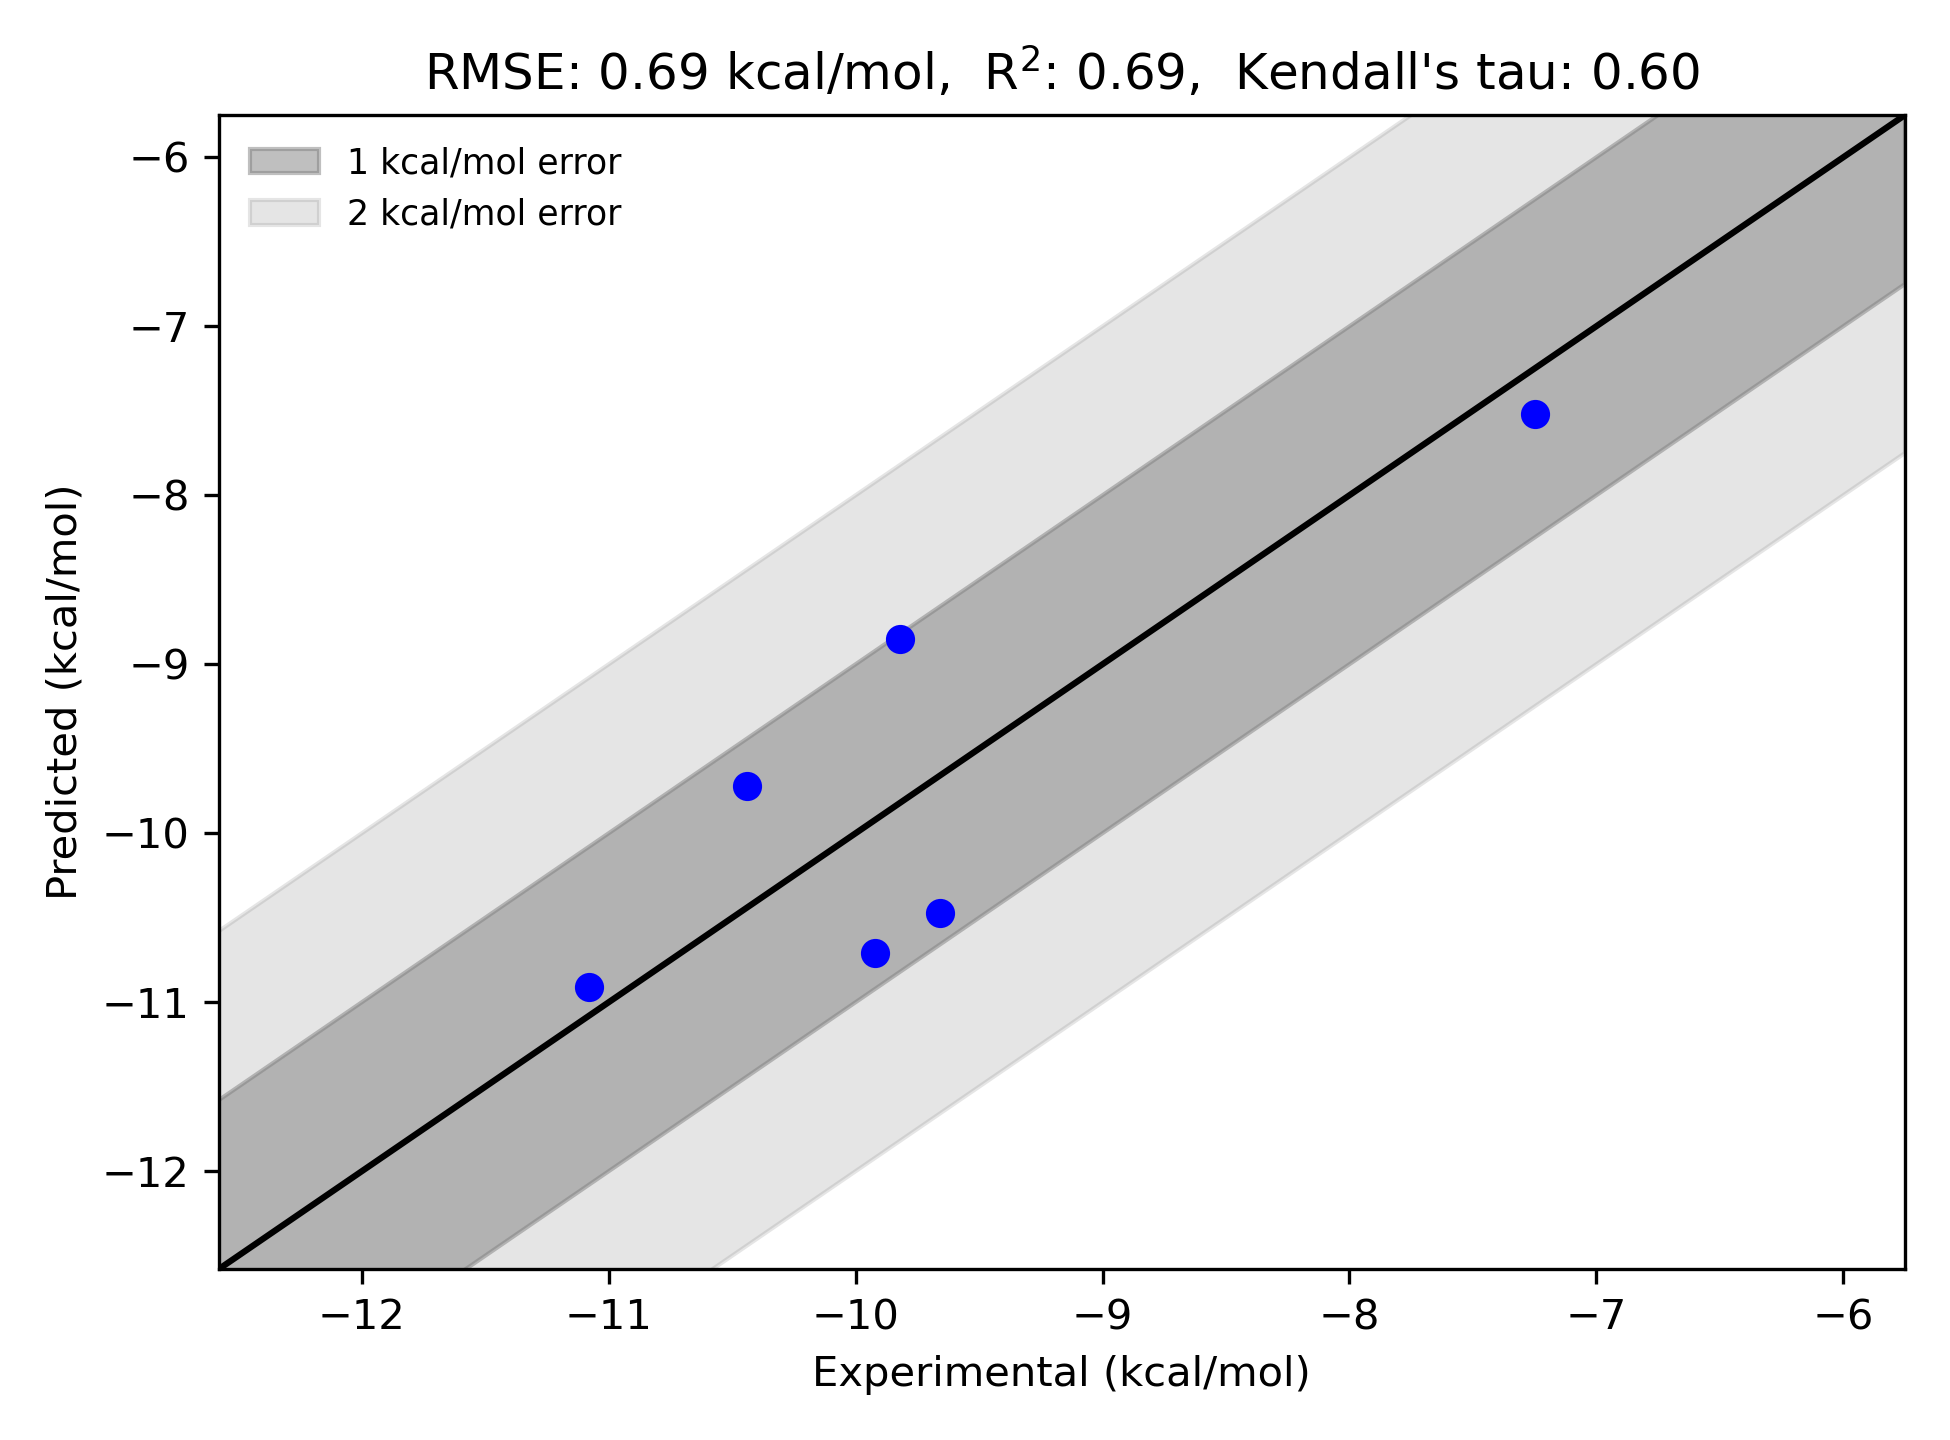 RMSE: 0.69 kcal/mol,  R²: 0.69,  Kendall's tau: 0.60
1 kcal/mol error
2 kcal/mol error
−6
−7
−8
−9
−10
−11
−12
Predicted (kcal/mol)
−12 −11 −10 −9 −8 −7 −6
Experimental (kcal/mol)